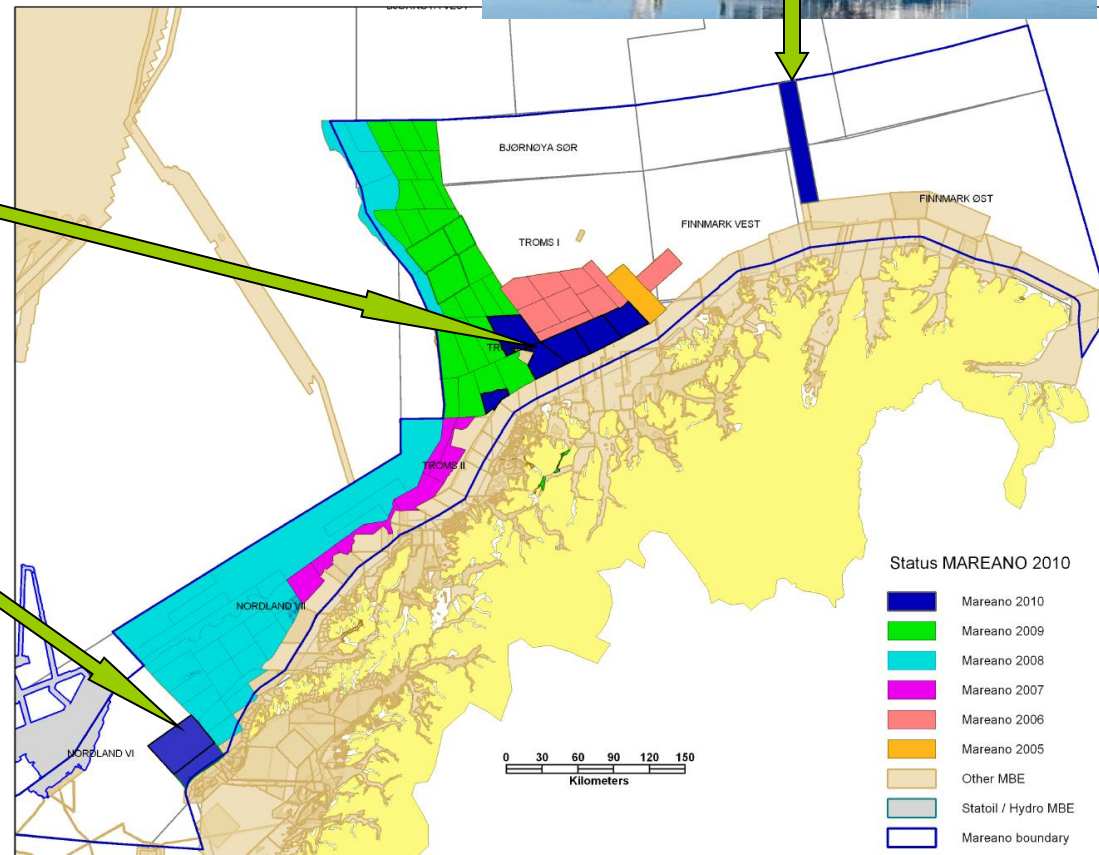 BJØRNØYA VEST
BJØRNØYA SØR
FINNMARK ØST
FINNMARK VEST
TROMS I
TROMS II
NORDLAND VII
NORDLAND VI
0 30 60 90 120 150
Kilometers
Status MAREANO 2010
Mareano 2010
Mareano 2009
Mareano 2008
Mareano 2007
Mareano 2006
Mareano 2005
Other MBE
Statoil / Hydro MBE
Mareano boundary